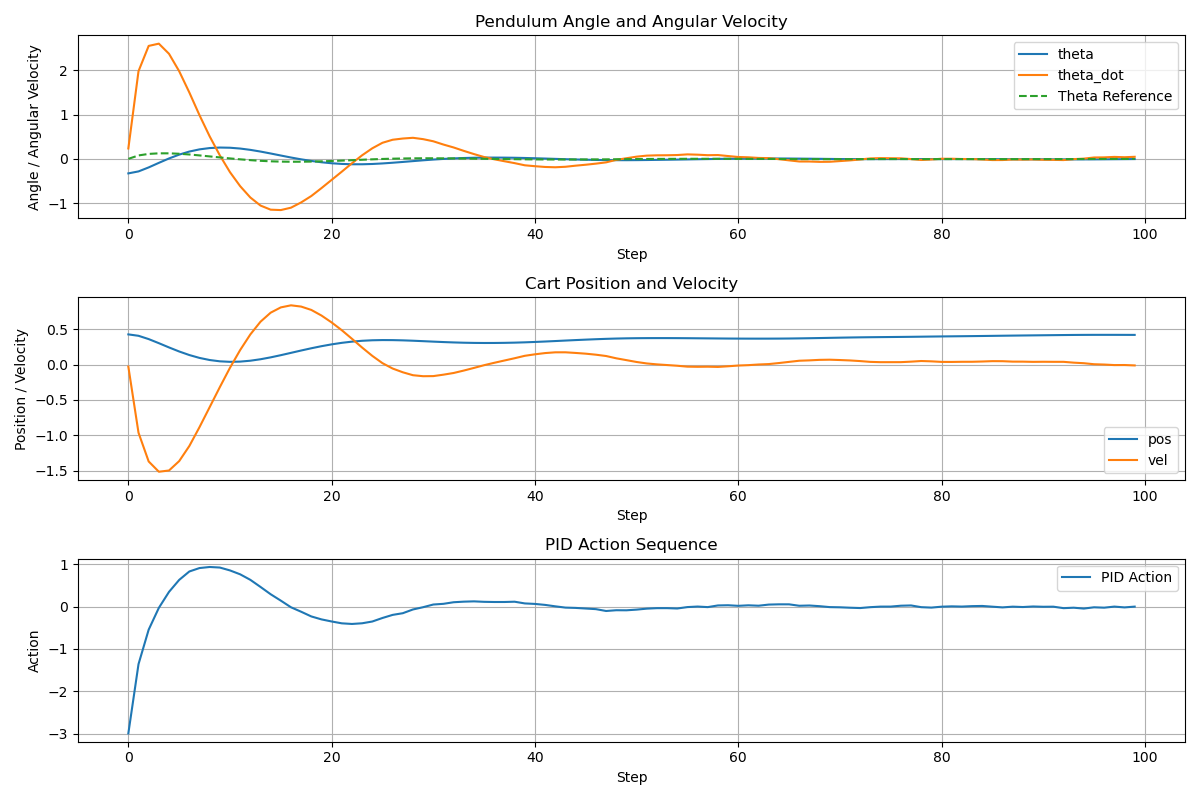 Pendulum Angle and Angular Velocity
Angle / Angular Velocity
2
1
0
−1
theta
theta_dot
Theta Reference
0 20 40 60 80 100
Step
Cart Position and Velocity
Position / Velocity
0.5
0.0
−0.5
−1.0
−1.5
pos
vel
0 20 40 60 80 100
Step
PID Action Sequence
Action
1
0
−1
−2
−3
PID Action
0 20 40 60 80 100
Step